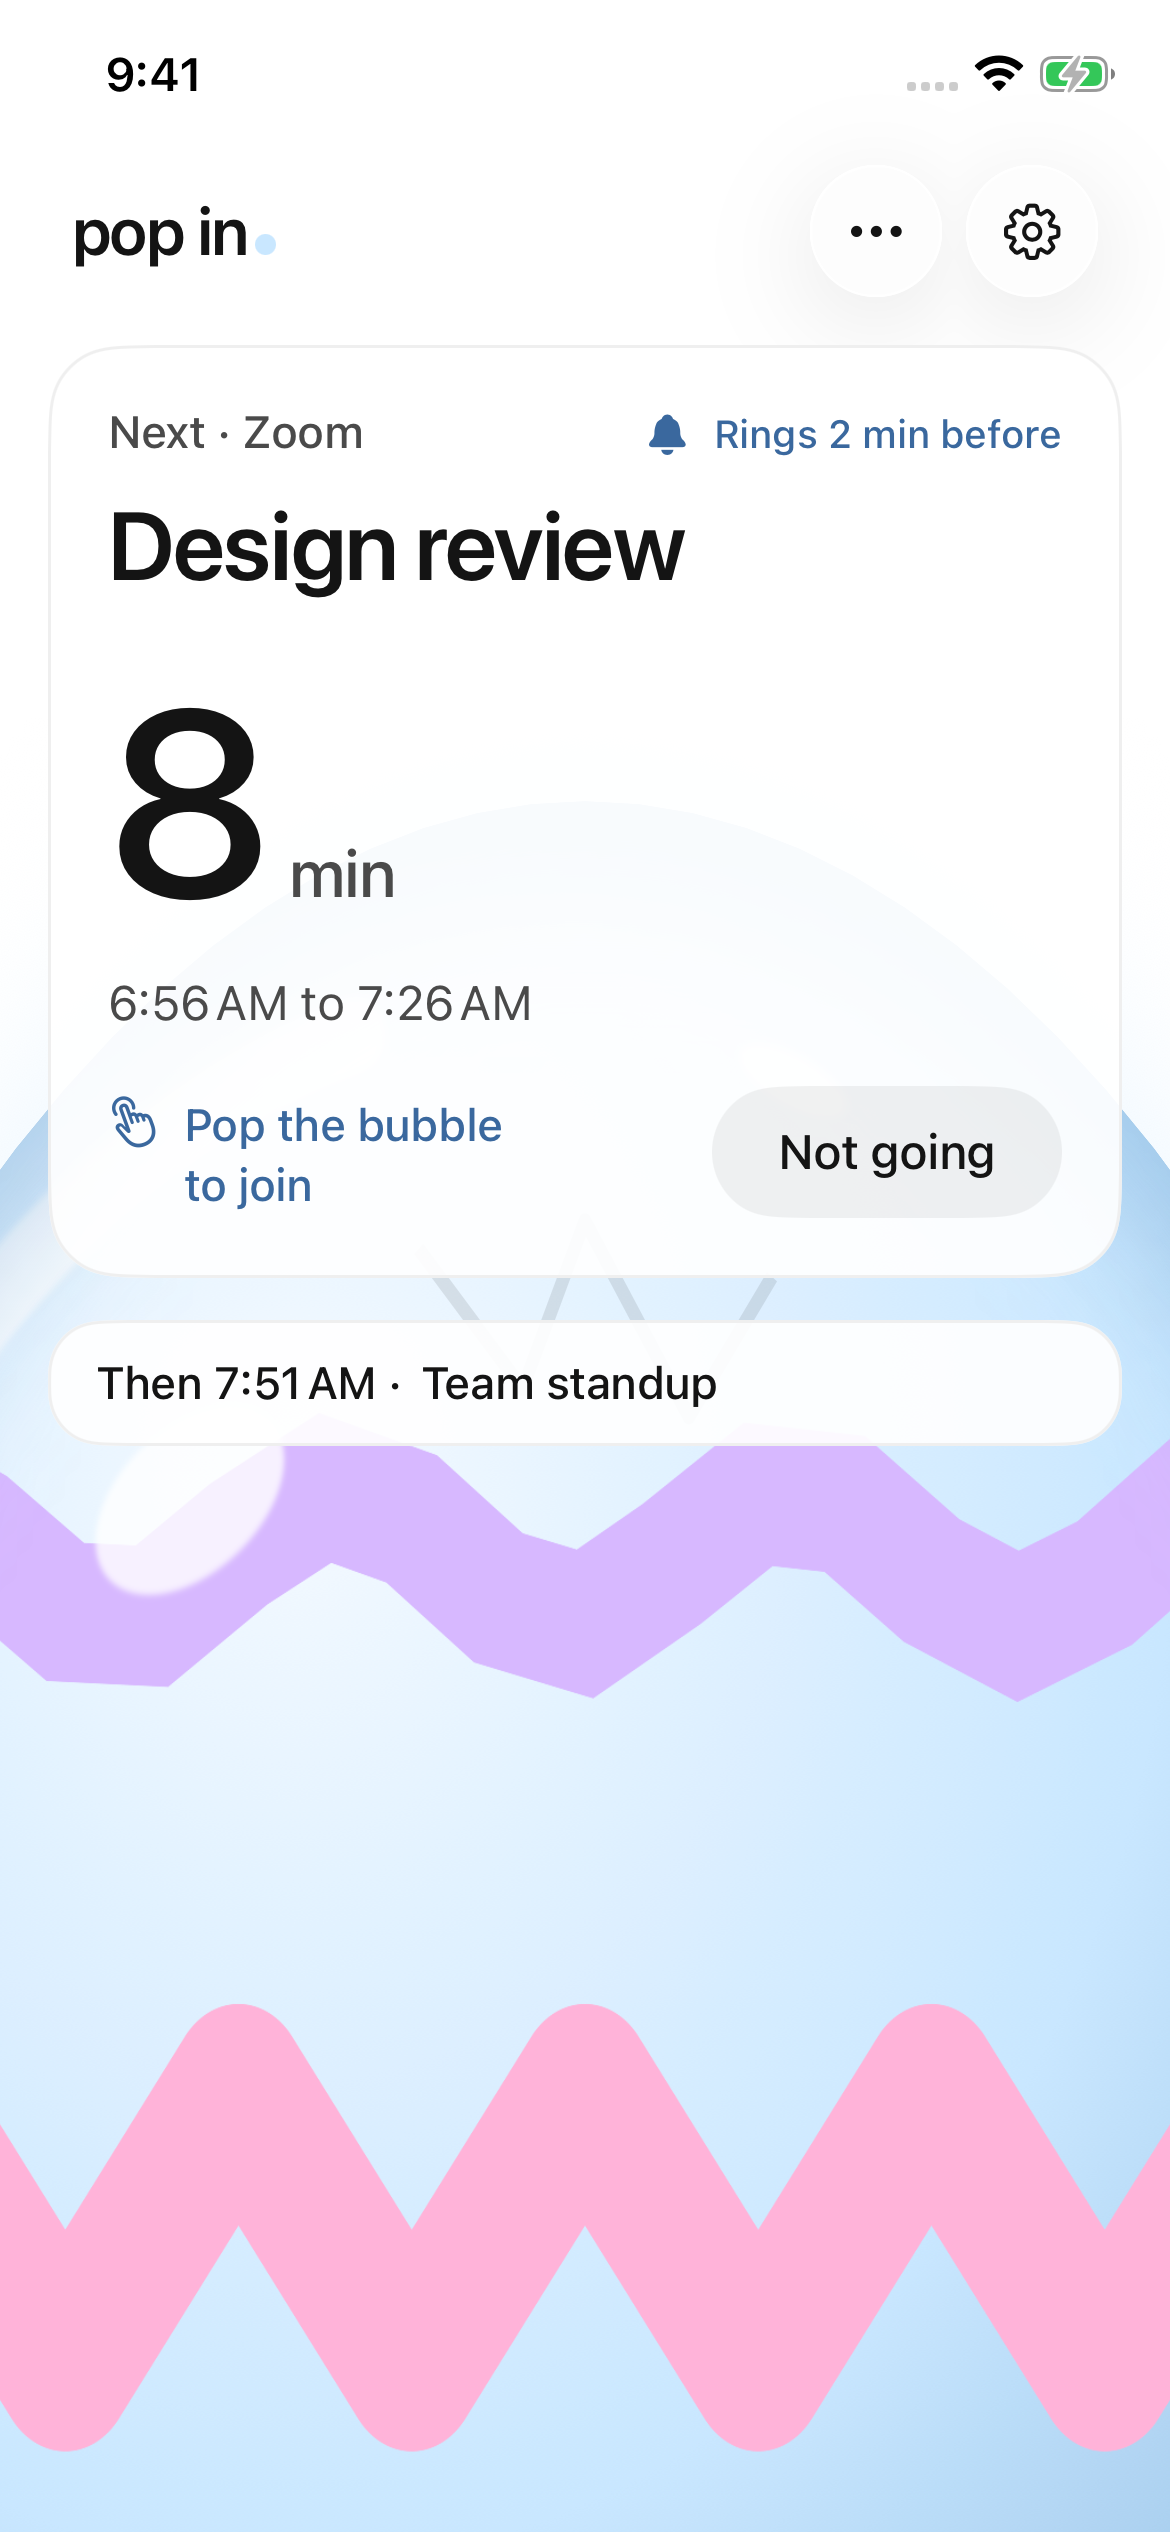 9:41
pop in
Next · Zoom
Rings 2 min before
Design review
8 min
6:56 AM to 7:26 AM
Pop the bubble
to join
Not going
Then 7:51 AM · Team standup